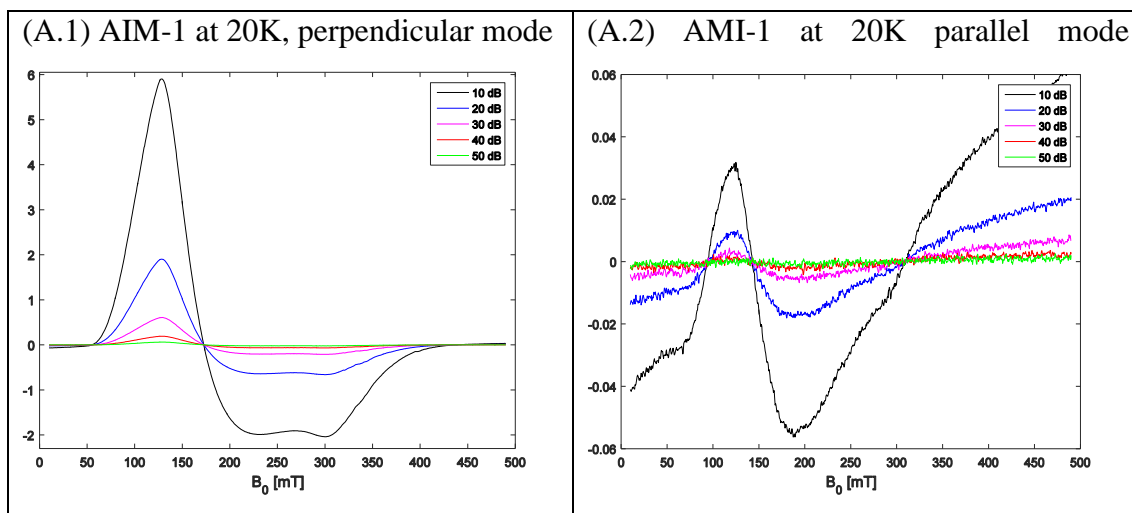 (A.1) AIM-1 at 20K, perpendicular mode
6
5
4
3
2
1
0
-1
-2
0 50 100 150 200 250 300 350 400 450 500
B0 [mT]
10 dB
20 dB
30 dB
40 dB
50 dB
(A.2) AMI-1 at 20K parallel mode
0.06
0.04
0.02
0
-0.02
-0.04
-0.06
0 50 100 150 200 250 300 350 400 450 500
B0 [mT]
10 dB
20 dB
30 dB
40 dB
50 dB